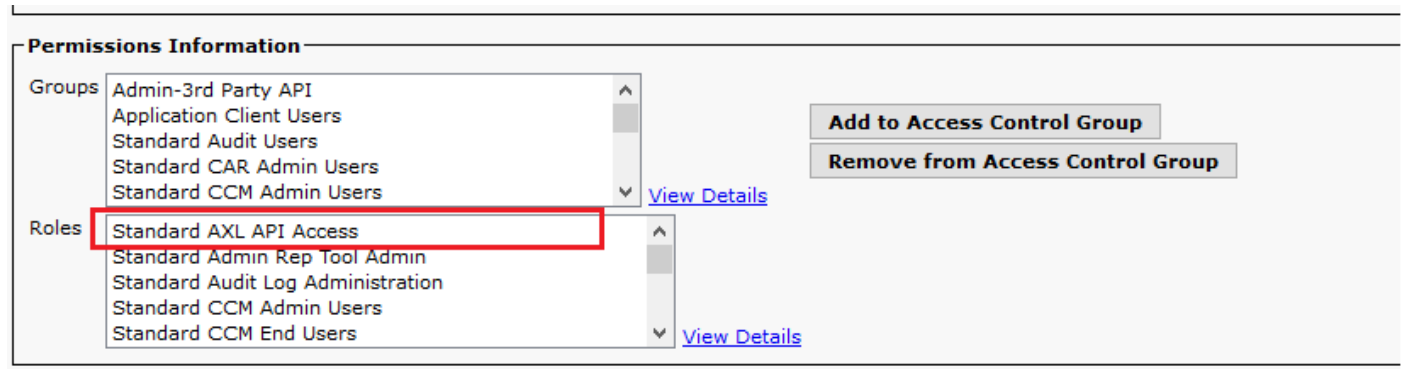 Permissions Information
Groups
Admin-3rd Party API
Application Client Users
Standard Audit Users
Standard CAR Admin Users
Standard CCM Admin Users
View Details
Add to Access Control Group
Remove from Access Control Group
Roles
Standard AXL API Access
Standard Admin Rep Tool Admin
Standard Audit Log Administration
Standard CCM Admin Users
Standard CCM End Users
View Details